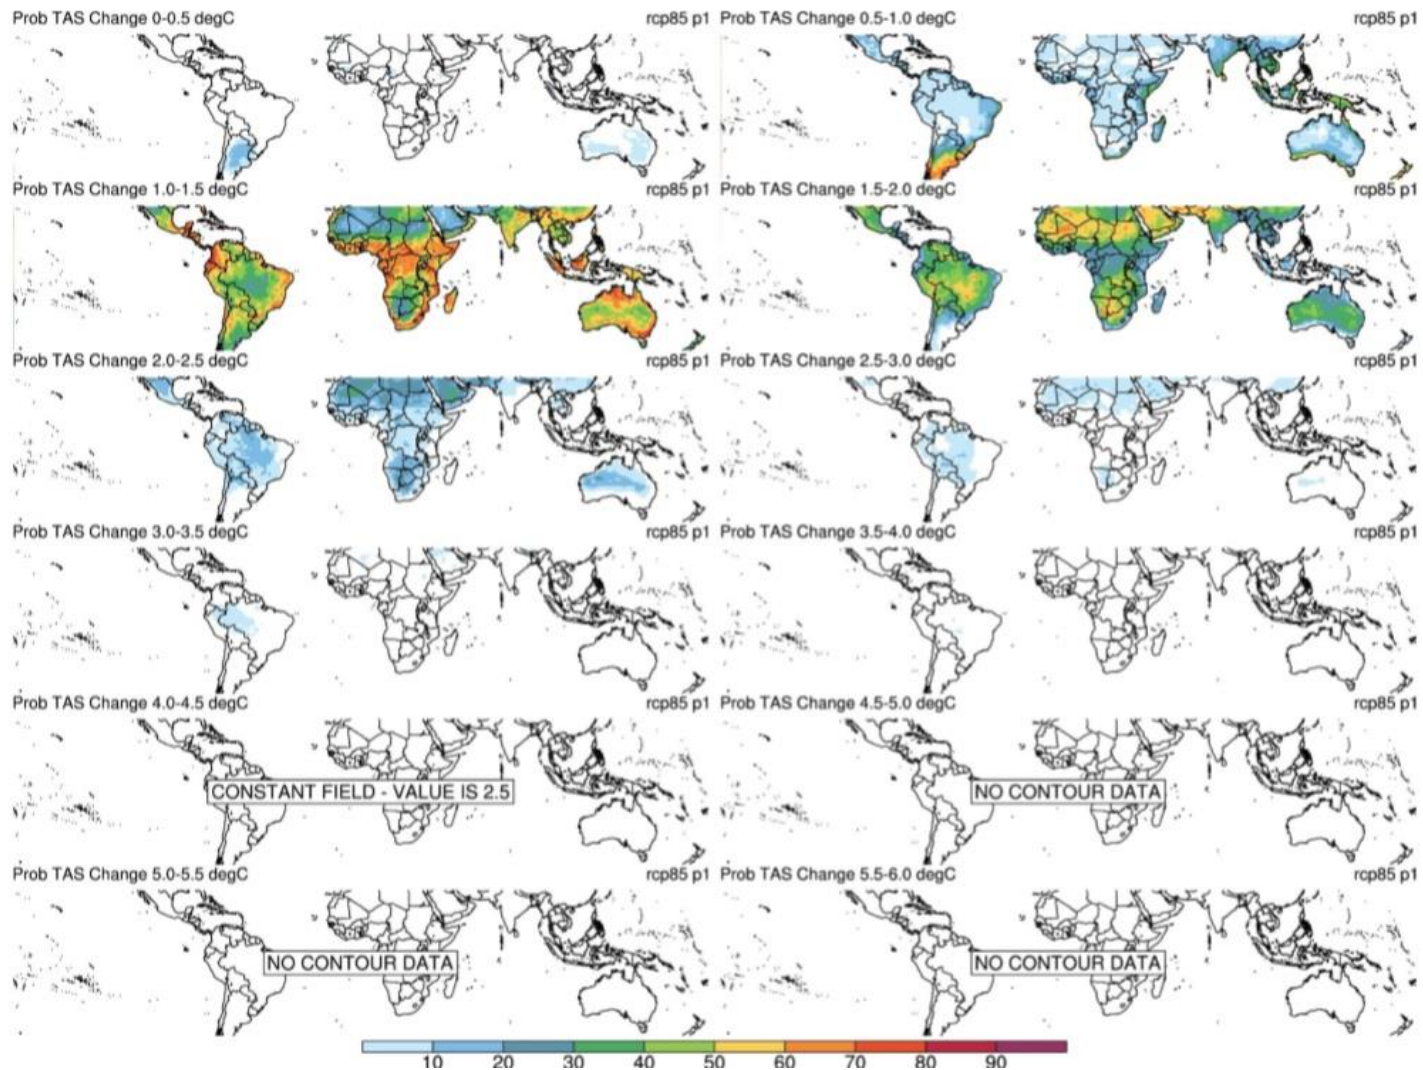 Prob TAS Change 0-0.5 degC rcp85 p1 Prob TAS Change 0.5-1.0 degC rcp85 p1
Prob TAS Change 1.0-1.5 degC rcp85 p1 Prob TAS Change 1.5-2.0 degC rcp85 p1
Prob TAS Change 2.0-2.5 degC rcp85 p1 Prob TAS Change 2.5-3.0 degC rcp85 p1
Prob TAS Change 3.0-3.5 degC rcp85 p1 Prob TAS Change 3.5-4.0 degC rcp85 p1
Prob TAS Change 4.0-4.5 degC rcp85 p1 Prob TAS Change 4.5-5.0 degC rcp85 p1
CONSTANT FIELD - VALUE IS 2.5 NO CONTOUR DATA
Prob TAS Change 5.0-5.5 degC rcp85 p1 Prob TAS Change 5.5-6.0 degC rcp85 p1
NO CONTOUR DATA NO CONTOUR DATA
10 20 30 40 50 60 70 80 90